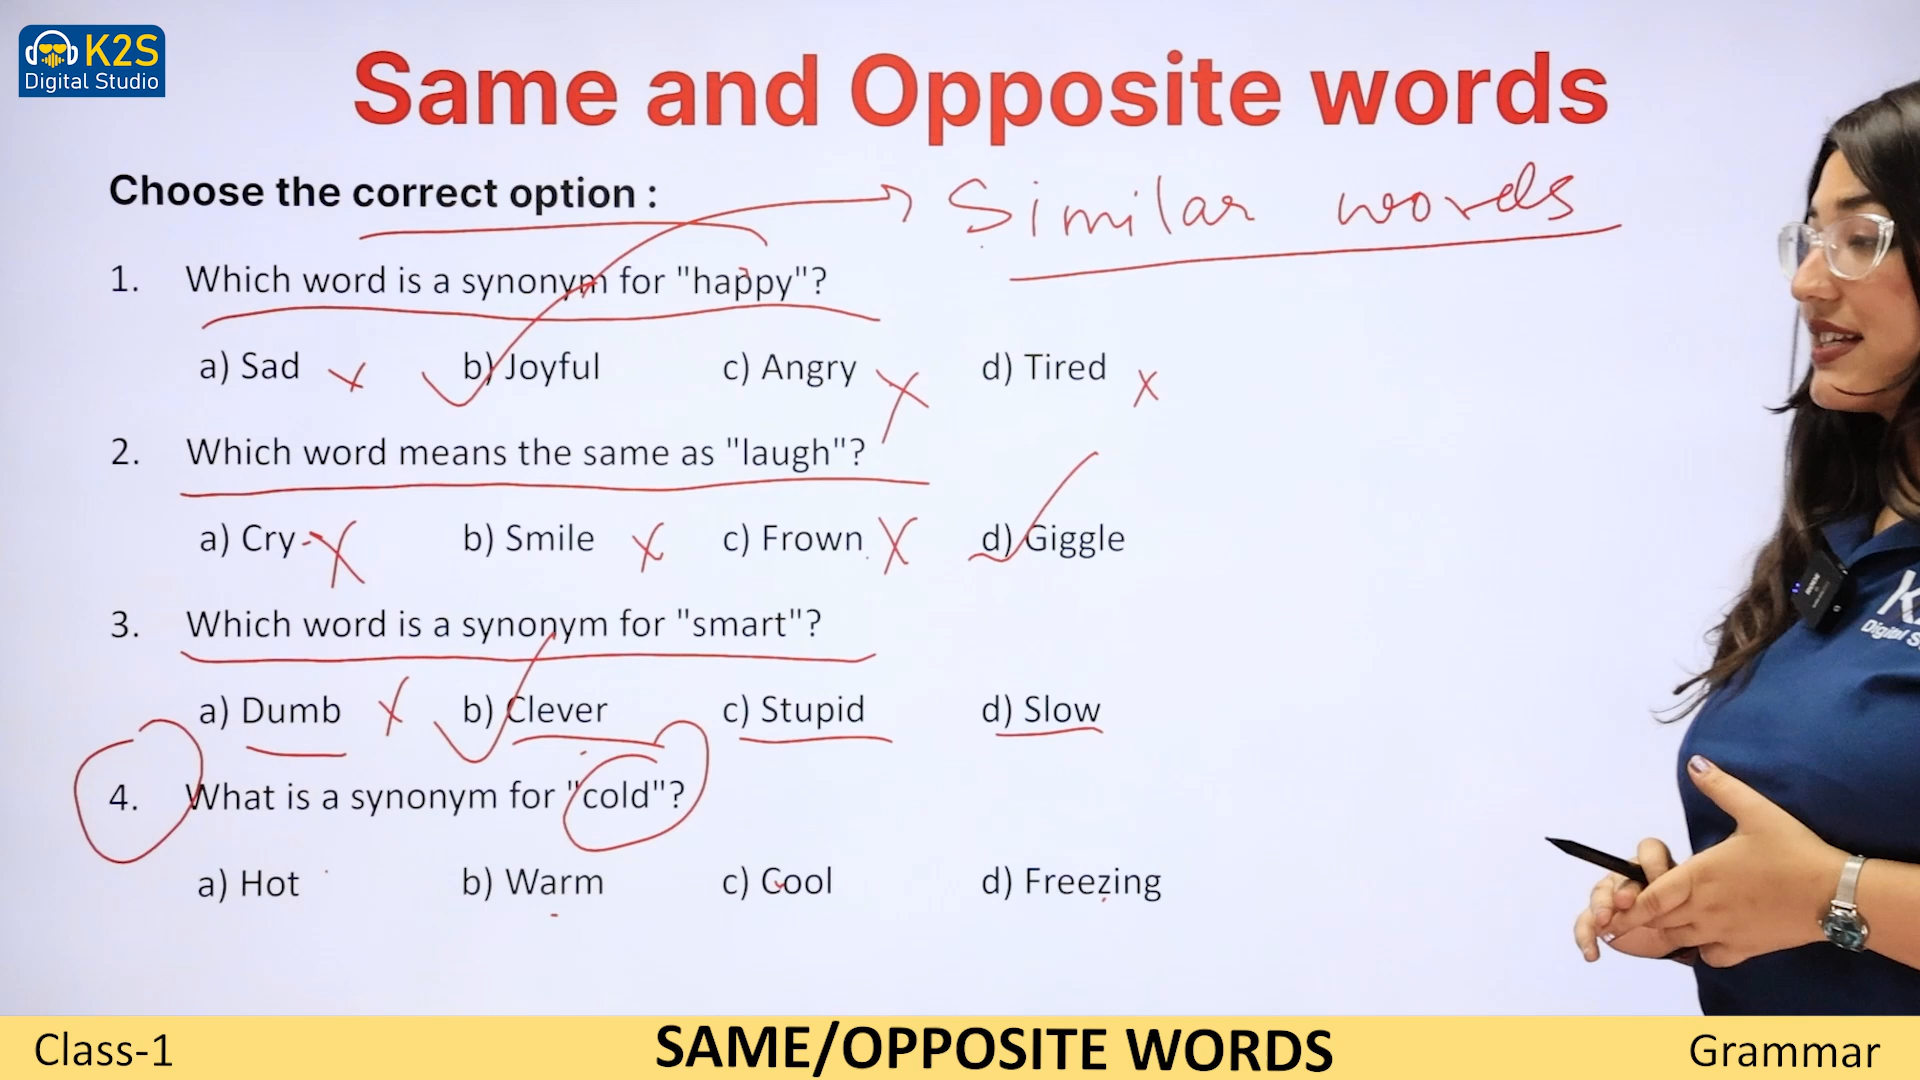 K2S
Digital Studio
Same and Opposite words
Choose the correct option :
Similar words
1. Which word is a synonym for "happy"?
a) Sad b) Joyful c) Angry d) Tired
2. Which word means the same as "laugh"?
a) Cry b) Smile c) Frown d) Giggle
3. Which word is a synonym for "smart"?
a) Dumb b) Clever c) Stupid d) Slow
4. What is a synonym for "cold"?
a) Hot b) Warm c) Cool d) Freezing
Class-1 SAME/OPPOSITE WORDS Grammar